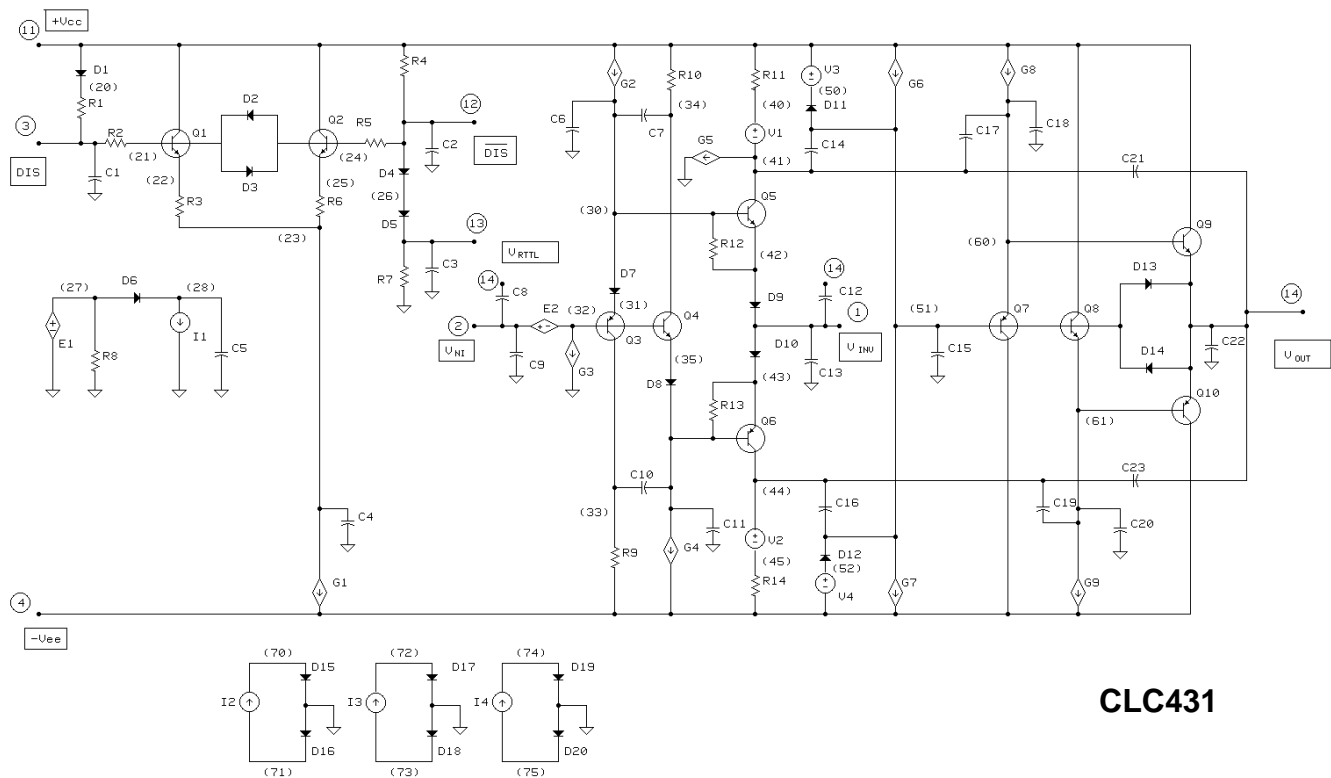 11
+Vcc
D1
(20)
R1
R4
G2
R10
R11
V3
(50)
D11
G6
G8
D2
Q1
Q2
R5
12
C6
C7
(34)
(40)
V1
C14
C17
C18
3
R2
DIS
C1
(21)
(22)
D3
(24)
(25)
C2
DIS
D4
G5
(41)
C21
R3
R6
(26)
(30)
Q5
(23)
D5
13
R12
(42)
(60)
Q9
R7
C3
VRTTL
D7
D9
14
D13
(27)
D6
(28)
14
C8
E2
(32)
(31)
Q4
C12
(51)
Q7
Q8
14
E1
R8
I1
C5
2
VNI
C9
G3
Q3
(35)
D8
D10
1
VINV
C13
C15
D14
C22
VOUT
(43)
R13
Q6
Q10
(61)
C10
C23
(44)
C16
C19
C20
(33)
C11
C4
R9
G4
V2
(45)
D12
(52)
R14
V4
G1
G7
G9
4
-Vee
(70)
(72)
(74)
D15
D17
D19
I2
I3
I4
D16
D18
D20
(71)
(73)
(75)
CLC431